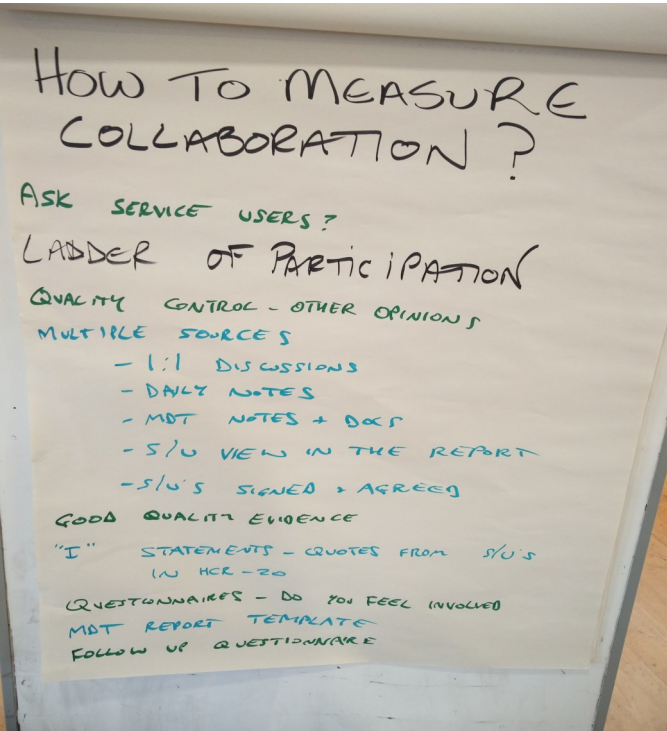 HOW TO MEASURE
COLLABORATION?
ASK SERVICE USERS?
LADDER OF PARTICIPATION
QUALITY CONTROL - OTHER OPINIONS
MULTIPLE SOURCES
- 1:1 DISCUSSIONS
- DAILY NOTES
- MDT NOTES + DOCS
- S/U VIEW IN THE REPORT
- S/U'S SIGNED + AGREED
GOOD QUALITY EVIDENCE
"I" STATEMENTS - QUOTES FROM S/U'S
IN HCR-20
QUESTONNAIRES - DO YOU FEEL INVOLVED
MDT REPORT TEMPLATE
FOLLOW UP QUESTIONNAIRE